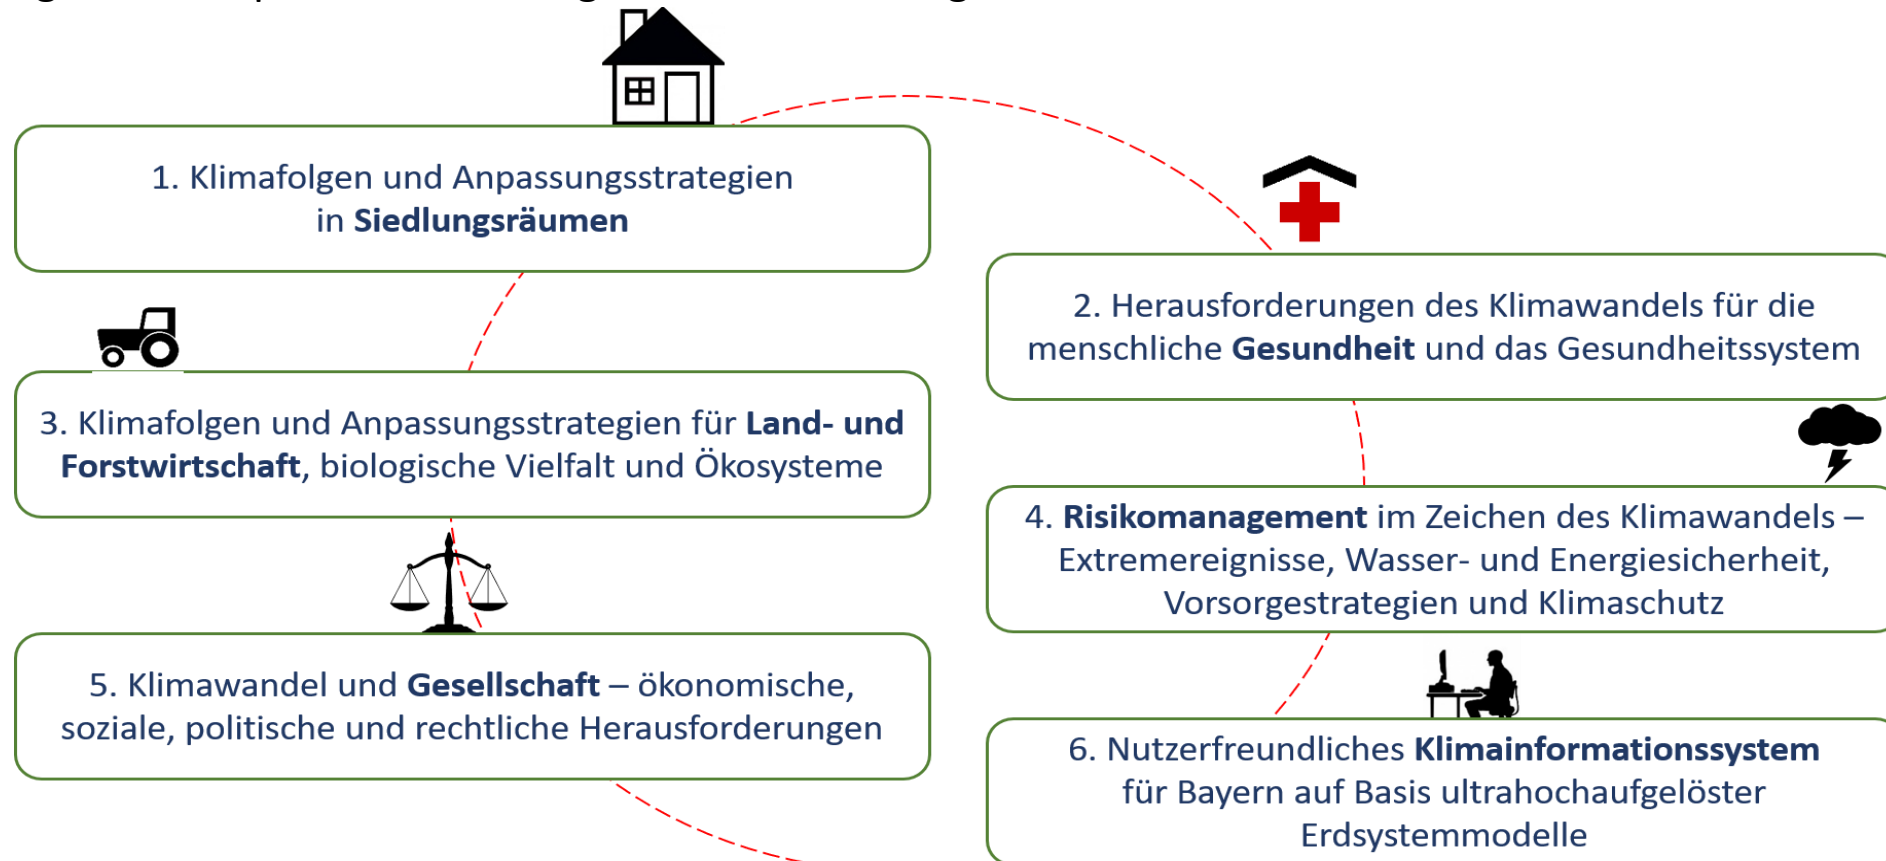 1. Klimafolgen und Anpassungsstrategien
in Siedlungsräumen
2. Herausforderungen des Klimawandels für die
menschliche Gesundheit und das Gesundheitssystem
3. Klimafolgen und Anpassungsstrategien für Land- und
Forstwirtschaft, biologische Vielfalt und Ökosysteme
4. Risikomanagement im Zeichen des Klimawandels –
Extremereignisse, Wasser- und Energiesicherheit,
Vorsorgestrategien und Klimaschutz
5. Klimawandel und Gesellschaft – ökonomische,
soziale, politische und rechtliche Herausforderungen
6. Nutzerfreundliches Klimainformationssystem
für Bayern auf Basis ultrahochaufgelöster
Erdsystemmodelle